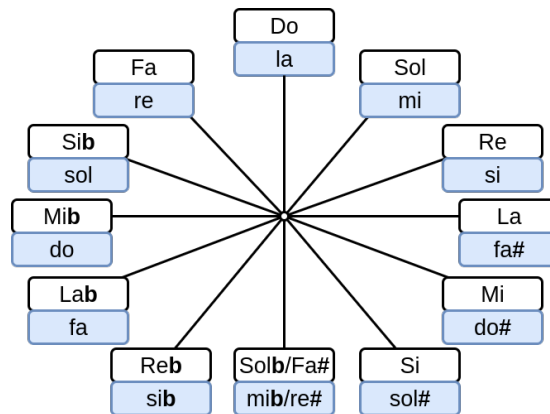 Do
la
Fa
re
Sol
mi
Sib
sol
Re
si
Mib
do
La
fa#
Lab
fa
Mi
do#
Reb
sib
Solb/Fa#
mib/re#
Si
sol#